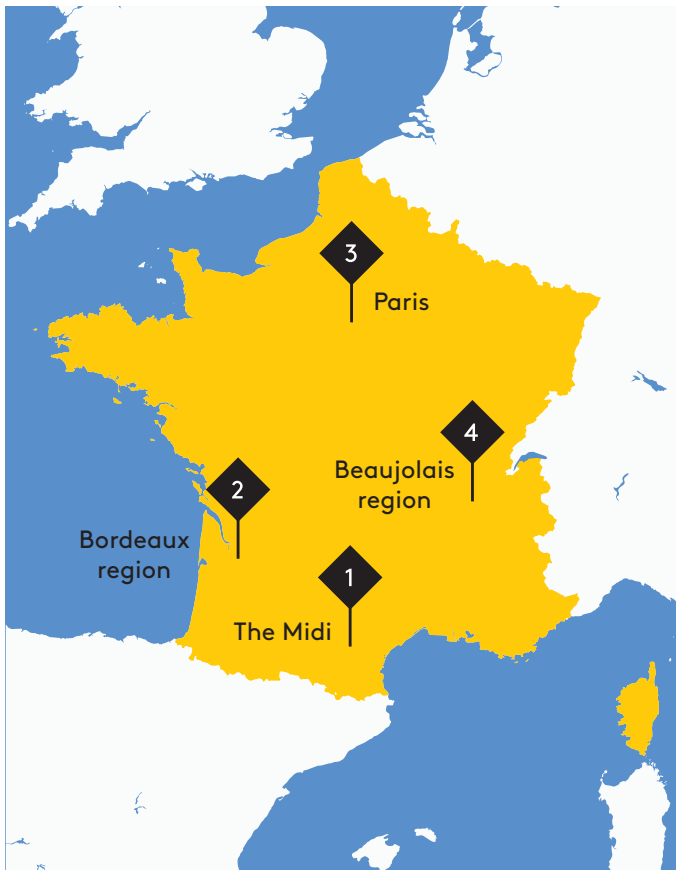 3
Paris
4
Beaujolais
region
2
Bordeaux
region
1
The Midi